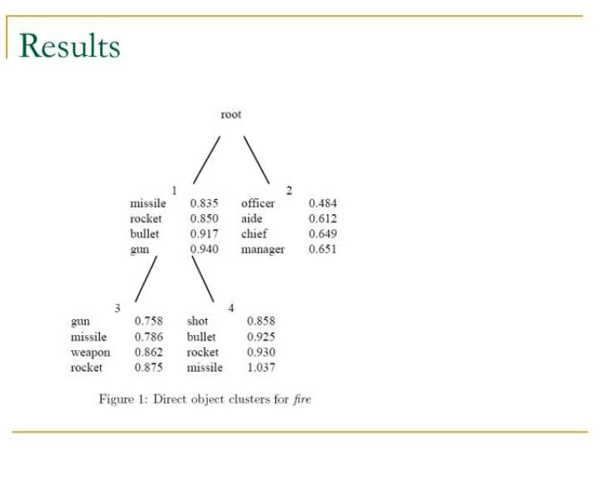 Results
root
1 2
missile 0.835 officer 0.484
rocket 0.850 aide 0.612
bullet 0.917 chief 0.649
gun 0.940 manager 0.651
3 4
gun 0.758 shot 0.858
missile 0.786 bullet 0.925
weapon 0.862 rocket 0.930
rocket 0.875 missile 1.037
Figure 1: Direct object clusters for fire